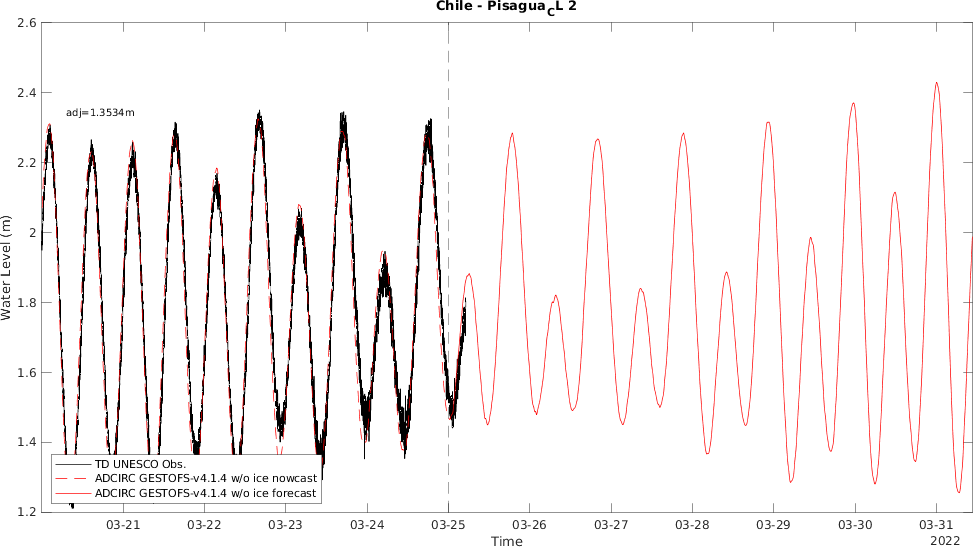 Chile - Pisagua_CL 2
2.6
2.4
2.2
2
1.8
1.6
1.4
1.2
Water Level (m)
adj=1.3534m
TD UNESCO Obs.
ADCIRC GESTOFS-v4.1.4 w/o ice nowcast
ADCIRC GESTOFS-v4.1.4 w/o ice forecast
03-21 03-22 03-23 03-24 03-25 03-26 03-27 03-28 03-29 03-30 03-31
Time
2022